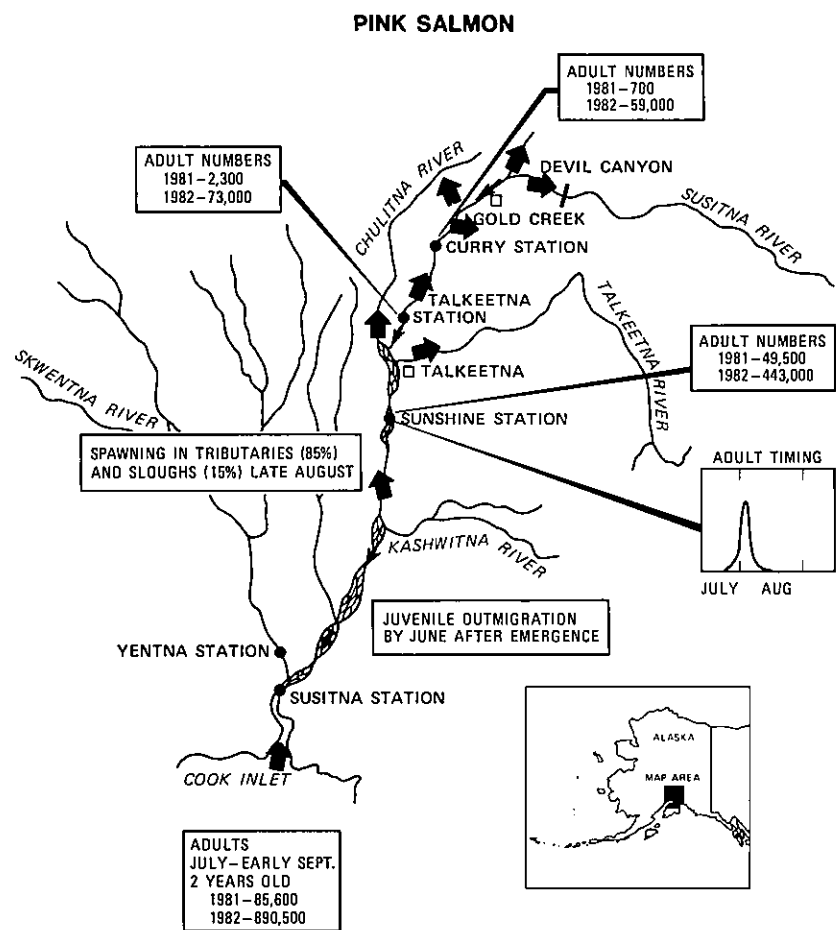 PINK SALMON
ADULT NUMBERS
1981-700
1982-59,000
ADULT NUMBERS
1981-2,300
1982-73,000
CHULITNA RIVER
DEVIL CANYON
SUSITNA RIVER
GOLD CREEK
CURRY STATION
TALKEETNA
STATION
TALKEETNA
RIVER
TALKEETNA
ADULT NUMBERS
1981-49,500
1982-443,000
SKWENTNA RIVER
SUNSHINE STATION
SPAWNING IN TRIBUTARIES (85%)
AND SLOUGHS (15%) LATE AUGUST
ADULT TIMING
JULY AUG
KASHWITNA
RIVER
JUVENILE OUTMIGRATION
BY JUNE AFTER EMERGENCE
YENTNA STATION
SUSITNA STATION
COOK INLET
ALASKA
MAP AREA
ADULTS
JULY-EARLY SEPT.
2 YEARS OLD
1981-85,600
1982-890,500